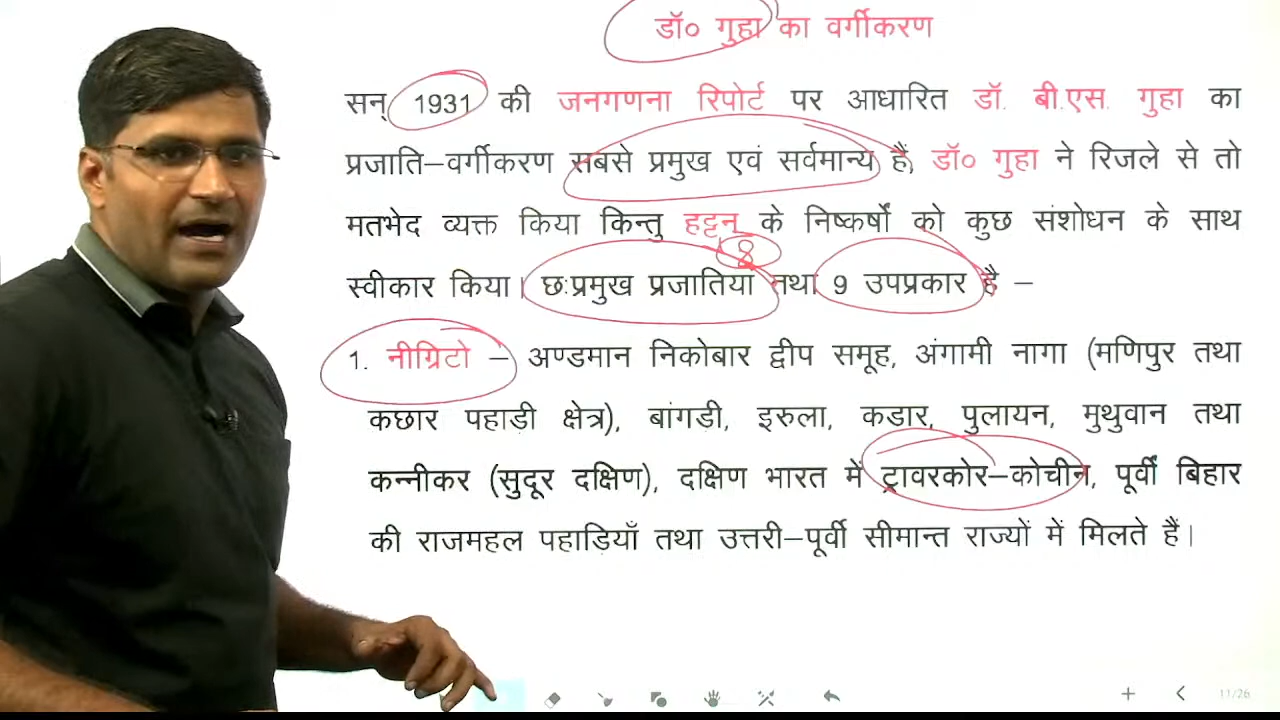 डॉ० गुहा का वर्गीकरण
सन् 1931 की जनगणना रिपोर्ट पर आधारित डॉ. बी.एस. गुहा का
प्रजाति–वर्गीकरण सबसे प्रमुख एवं सर्वमान्य है, डॉ० गुहा ने रिजले से तो
मतभेद व्यक्त किया किन्तु हट्टन् के निष्कर्षों को कुछ संशोधन के साथ
स्वीकार किया। छःप्रमुख प्रजातियां तथा 9 उपप्रकार है –
1. नीग्रिटो – अण्डमान निकोबार द्वीप समूह, अंगामी नागा (मणिपुर तथा
कछार पहाडी क्षेत्र), बांगडी, इरुला, कडार, पुलायन, मुथुवान तथा
कन्नीकर (सुदूर दक्षिण), दक्षिण भारत में ट्रावरकोर–कोचीन, पूर्वी बिहार
की राजमहल पहाड़ियाँ तथा उत्तरी–पूर्वी सीमान्त राज्यों में मिलते हैं।
11/26